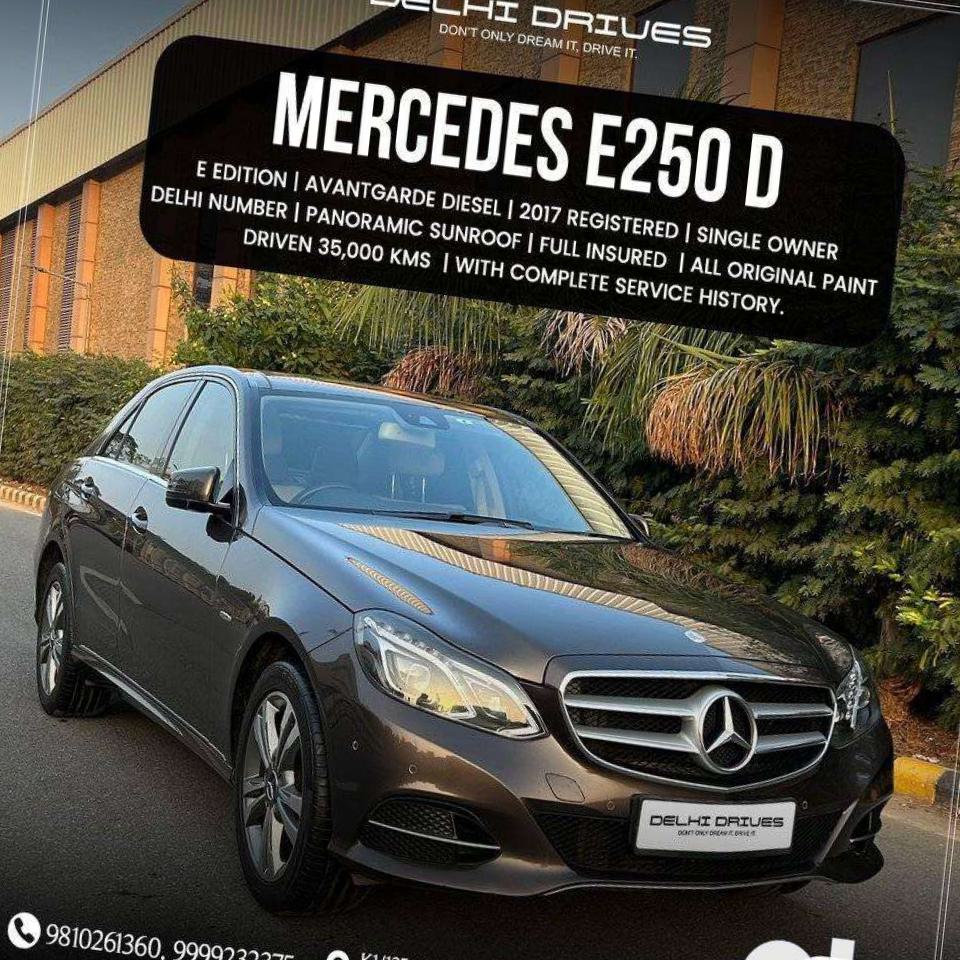 DELHI DRIVES
DON'T ONLY DREAM IT, DRIVE IT.
MERCEDES E250 D
E EDITION | AVANTGARDE DIESEL | 2017 REGISTERED | SINGLE OWNER
DELHI NUMBER | PANORAMIC SUNROOF | FULL INSURED | ALL ORIGINAL PAINT
DRIVEN 35,000 KMS | WITH COMPLETE SERVICE HISTORY.
DELHI DRIVES
DON'T ONLY DREAM IT, DRIVE IT.
9810261360,